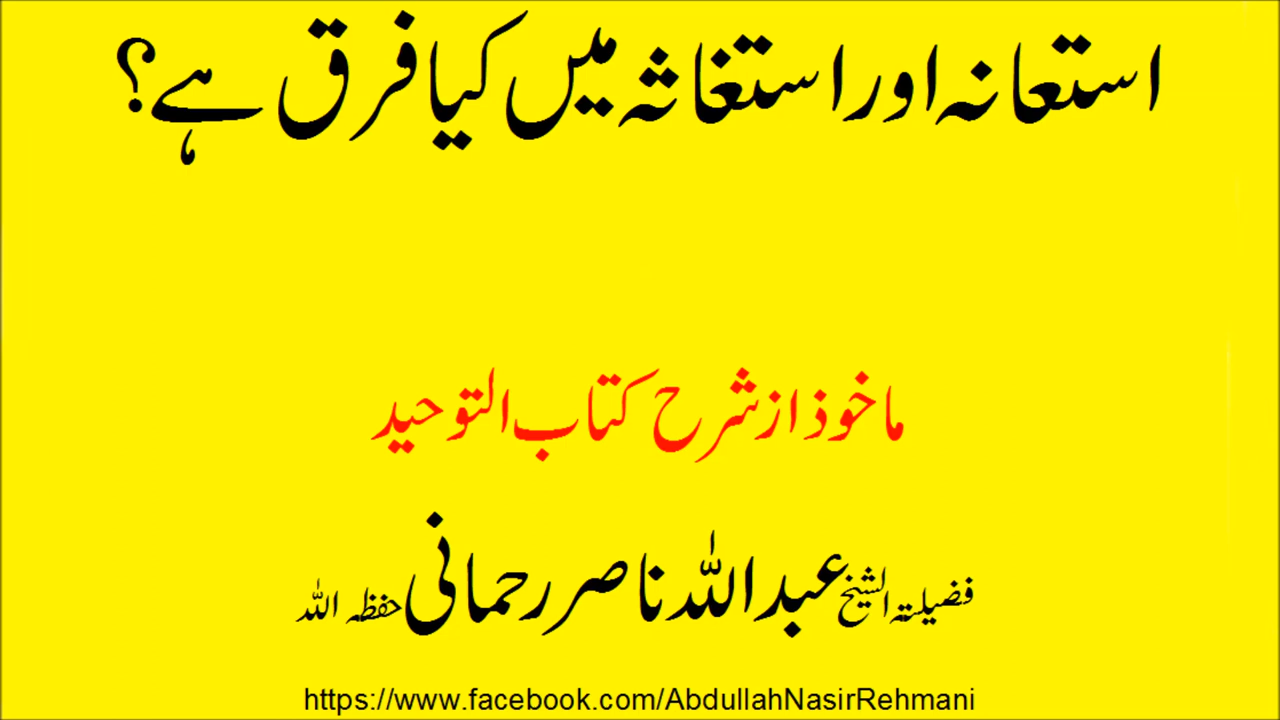 استعانہ اور استغاثہ میں کیا فرق ہے؟
ماخوذ از شرح کتاب التوحید
فضیلۃ الشیخ عبداللہ ناصر رحمانی حفظہ اللہ
https://www.facebook.com/AbdullahNasirRehmani